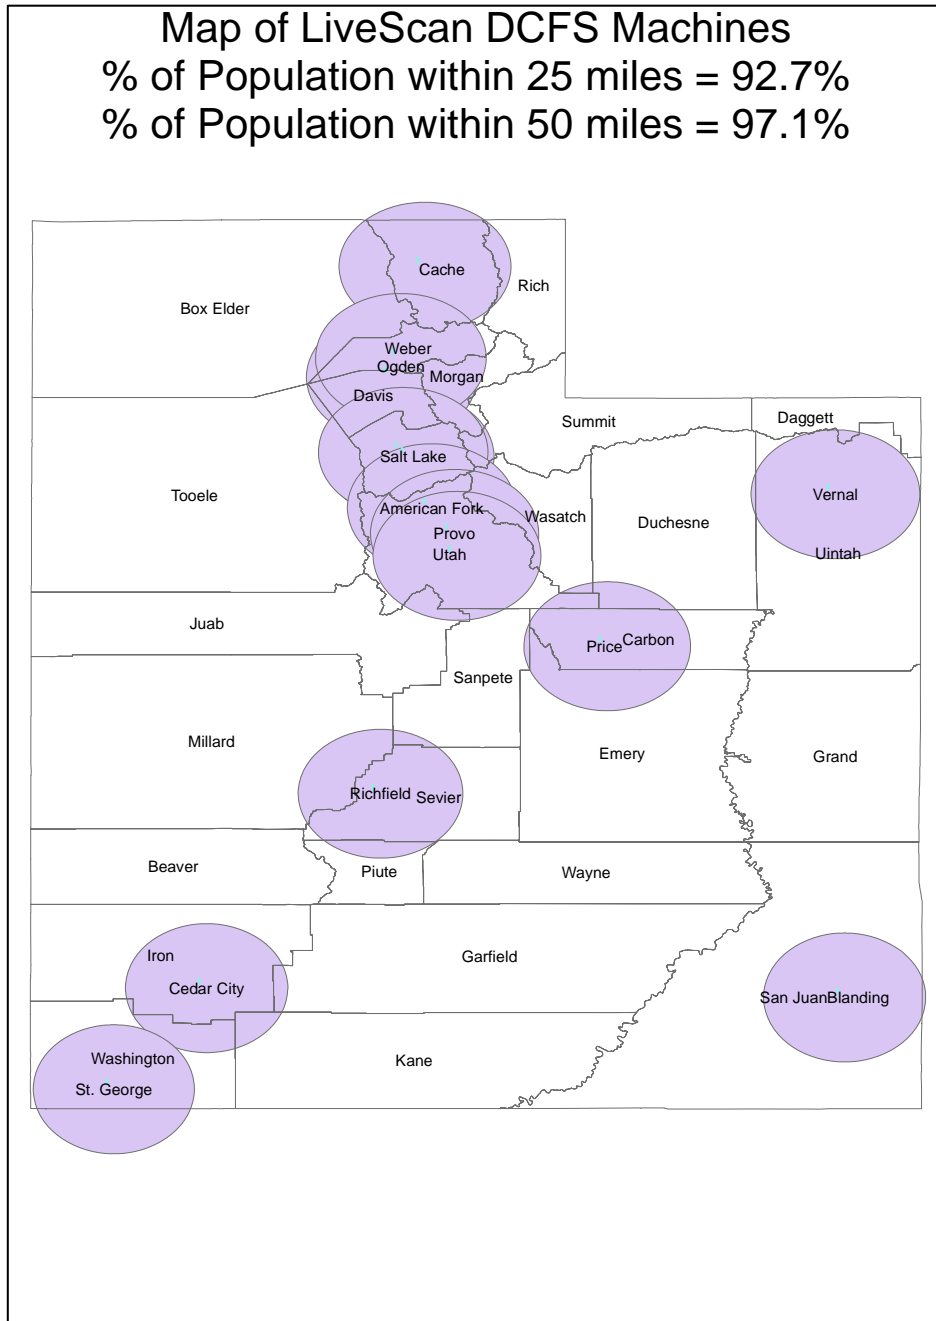 Map of LiveScan DCFS Machines
% of Population within 25 miles = 92.7%
% of Population within 50 miles = 97.1%
Cache
Rich
Box Elder
Weber
Ogden
Morgan
Davis
Summit
Daggett
Salt Lake
Tooele
Vernal
American Fork
Wasatch
Duchesne
Provo
Utah
Uintah
Juab
Price
Carbon
Sanpete
Millard
Emery
Grand
Richfield
Sevier
Beaver
Piute
Wayne
Iron
Garfield
Cedar City
San Juan
Blanding
Washington
Kane
St. George